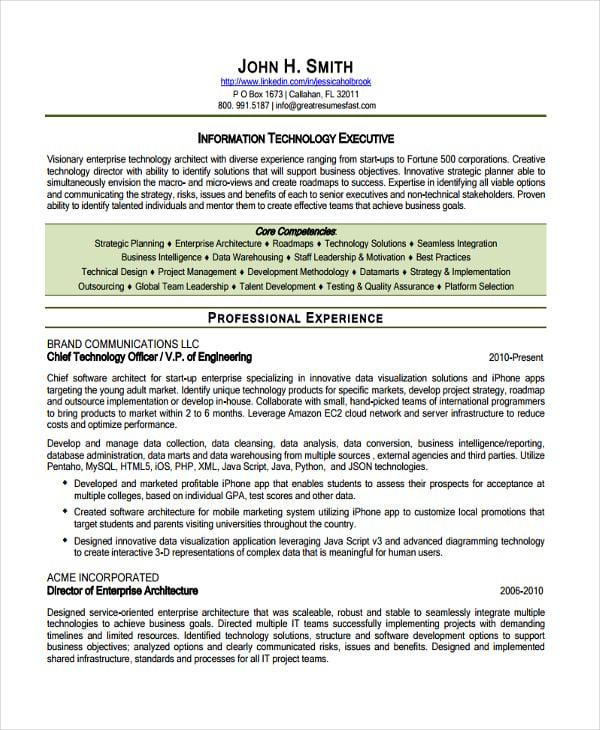 JOHN H. SMITH
http://www.linkedin.com/in/jessicaholbrook
P O Box 1673 | Callahan, FL 32011
800. 991.5187 | info@greatresumesfast.com
INFORMATION TECHNOLOGY EXECUTIVE
Visionary enterprise technology architect with diverse experience ranging from start-ups to Fortune 500 corporations. Creative
technology director with ability to identify solutions that will support business objectives. Innovative strategic planner able to
simultaneously envision the macro- and micro-views and create roadmaps to success. Expertise in identifying all viable options
and communicating the strategy, risks, issues and benefits of each to senior executives and non-technical stakeholders. Proven
ability to identify talented individuals and mentor them to create effective teams that achieve business goals.
Core Competencies:
Strategic Planning ♦ Enterprise Architecture ♦ Roadmaps ♦ Technology Solutions ♦ Seamless Integration
Business Intelligence ♦ Data Warehousing ♦ Staff Leadership & Motivation ♦ Best Practices
Technical Design ♦ Project Management ♦ Development Methodology ♦ Datamarts ♦ Strategy & Implementation
Outsourcing ♦ Global Team Leadership ♦ Talent Development ♦ Testing & Quality Assurance ♦ Platform Selection
PROFESSIONAL EXPERIENCE
BRAND COMMUNICATIONS LLC
Chief Technology Officer / V.P. of Engineering 2010-Present
Chief software architect for start-up enterprise specializing in innovative data visualization solutions and iPhone apps
targeting the young adult market. Identify unique technology products for specific markets, develop project strategy, roadmap
and outsource implementation or develop in-house. Collaborate with small, hand-picked teams of international programmers
to bring products to market within 2 to 6 months. Leverage Amazon EC2 cloud network and server infrastructure to reduce
costs and optimize performance.
Develop and manage data collection, data cleansing, data analysis, data conversion, business intelligence/reporting,
database administration, data marts and data warehousing from multiple sources , external agencies and third parties. Utilize
Pentaho, MySQL, HTML5, iOS, PHP, XML, Java Script, Java, Python, and JSON technologies.
♦ Developed and marketed profitable iPhone app that enables students to assess their prospects for acceptance at
multiple colleges, based on individual GPA, test scores and other data.
♦ Created software architecture for mobile marketing system utilizing iPhone app to customize local promotions that
target students and parents visiting universities throughout the country.
♦ Designed innovative data visualization application leveraging Java Script v3 and advanced diagramming technology
to create interactive 3-D representations of complex data that is meaningful for human users.
ACME INCORPORATED
Director of Enterprise Architecture 2006-2010
Designed service-oriented enterprise architecture that was scalable, robust and stable to seamlessly integrate multiple
technologies to achieve business goals. Directed multiple IT teams successfully implementing projects with demanding
timelines and limited resources. Identified technology solutions, structure and software development options to support
business objectives; analyzed options and clearly communicated risks, issues and benefits. Designed and implemented
shared infrastructure, standards and processes for all IT project teams.